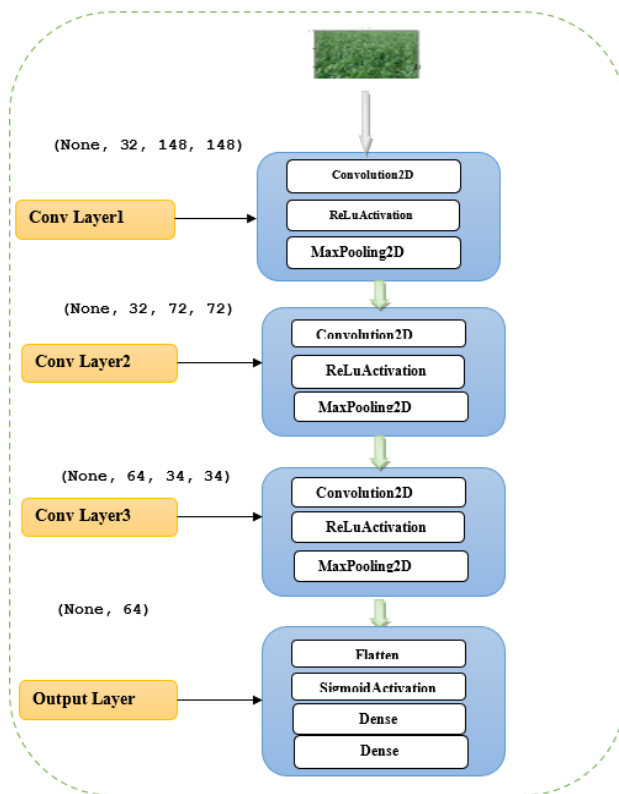 (None, 32, 148, 148)
Convolution2D
Conv Layer1
ReLuActivation
MaxPooling2D
(None, 32, 72, 72)
Convolution2D
Conv Layer2
ReLuActivation
MaxPooling2D
(None, 64, 34, 34)
Convolution2D
Conv Layer3
ReLuActivation
MaxPooling2D
(None, 64)
Flatten
SigmoidActivation
Output Layer
Dense
Dense